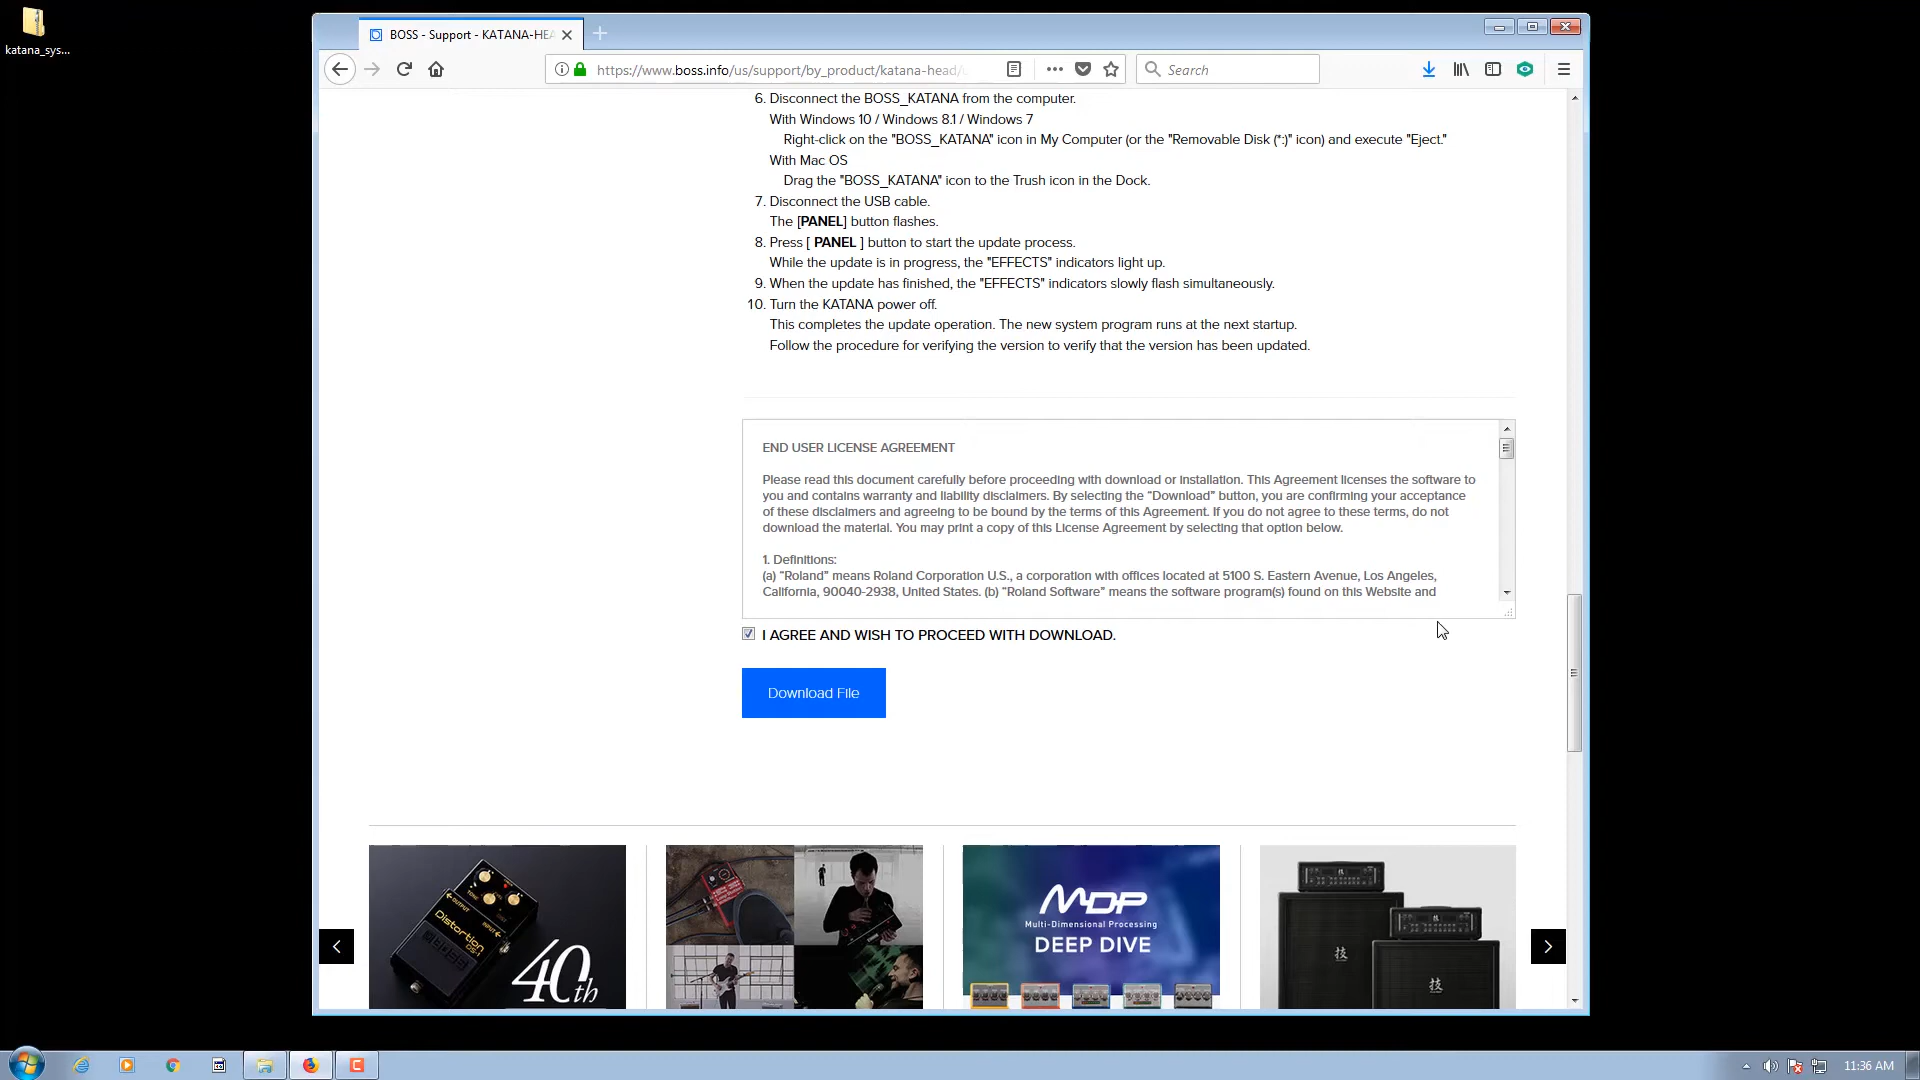 katana_sys...
BOSS - Support - KATANA-HEA
https://www.boss.info/us/support/by_product/katana-head/
Search
6. Disconnect the BOSS_KATANA from the computer.
With Windows 10 / Windows 8.1 / Windows 7
Right-click on the "BOSS_KATANA" icon in My Computer (or the "Removable Disk (*:)" icon) and execute "Eject."
With Mac OS
Drag the "BOSS_KATANA" icon to the Trush icon in the Dock.
7. Disconnect the USB cable.
The [PANEL] button flashes.
8. Press [ PANEL ] button to start the update process.
While the update is in progress, the "EFFECTS" indicators light up.
9. When the update has finished, the "EFFECTS" indicators slowly flash simultaneously.
10. Turn the KATANA power off.
This completes the update operation. The new system program runs at the next startup.
Follow the procedure for verifying the version to verify that the version has been updated.
END USER LICENSE AGREEMENT
Please read this document carefully before proceeding with download or installation. This Agreement licenses the software to
you and contains warranty and liability disclaimers. By selecting the “Download” button, you are confirming your acceptance
of these disclaimers and agreeing to be bound by the terms of this Agreement. If you do not agree to these terms, do not
download the material. You may print a copy of this License Agreement by selecting that option below.
1. Definitions:
(a) “Roland” means Roland Corporation U.S., a corporation with offices located at 5100 S. Eastern Avenue, Los Angeles,
California, 90040-2938, United States. (b) “Roland Software” means the software program(s) found on this Website and
I AGREE AND WISH TO PROCEED WITH DOWNLOAD.
Download File
OUTPUT
TONE
INPUT
Distortion
DS-1
BOSS
40th
MDP
Multi-Dimensional Processing
DEEP DIVE
技
技
11:36 AM